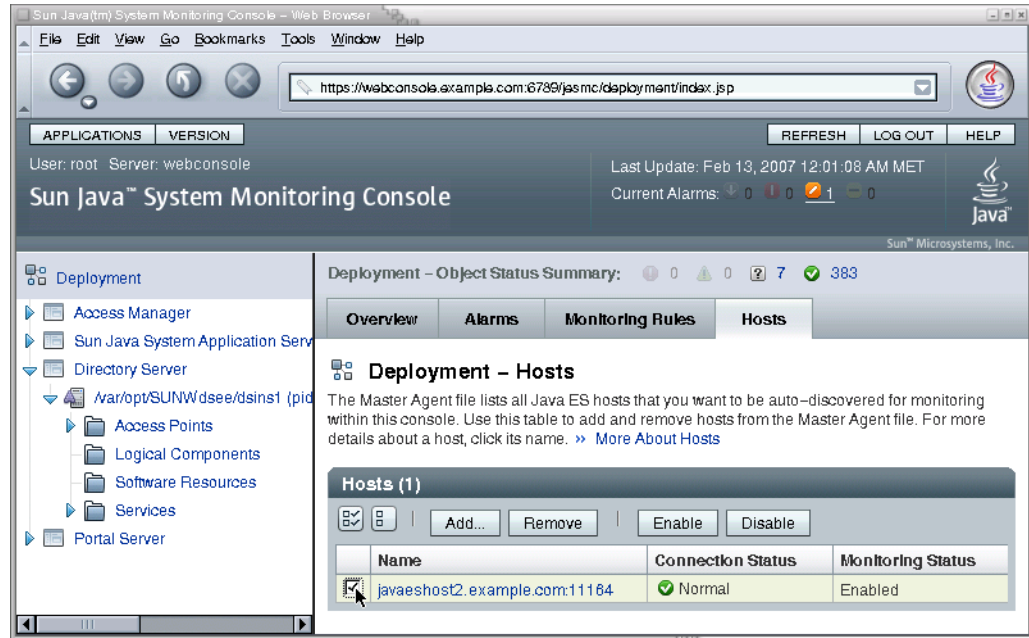 Sun Java(tm) System Monitoring Console – Web Browser
File Edit View Go Bookmarks Tools Window Help
https://webconsole.example.com:6789/jesmc/deployment/index.jsp
APPLICATIONS VERSION REFRESH LOG OUT HELP
User: root Server: webconsole
Last Update: Feb 13, 2007 12:01:08 AM MET
Sun Java™ System Monitoring Console
Current Alarms: 0 0 1 0
Java™
Sun™ Microsystems, Inc.
Deployment
Access Manager
Sun Java System Application Serv
Directory Server
/var/opt/SUNWdsee/dsins1 (pid
Access Points
Logical Components
Software Resources
Services
Portal Server
Deployment – Object Status Summary: 0 0 7 383
Overview Alarms Monitoring Rules Hosts
Deployment – Hosts
The Master Agent file lists all Java ES hosts that you want to be auto–discovered for monitoring
within this console. Use this table to add and remove hosts from the Master Agent file. For more
details about a host, click its name. » More About Hosts
Hosts (1)
Add... Remove Enable Disable
Name Connection Status Monitoring Status
javaeshost2.example.com:11164 Normal Enabled